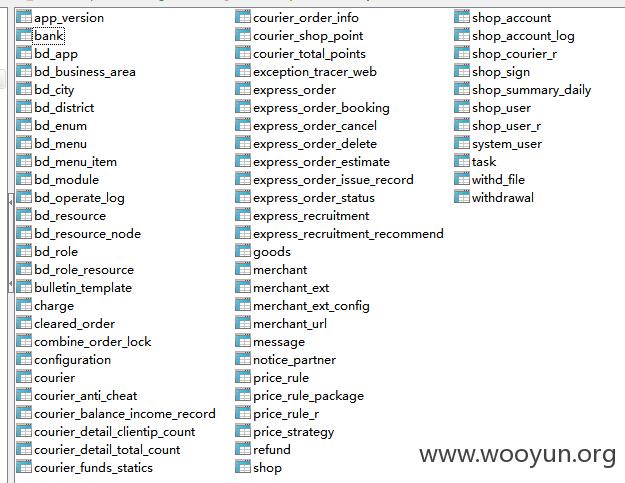 app_version
bank
bd_app
bd_business_area
bd_city
bd_district
bd_enum
bd_menu
bd_menu_item
bd_module
bd_operate_log
bd_resource
bd_resource_node
bd_role
bd_role_resource
bulletin_template
charge
cleared_order
combine_order_lock
configuration
courier
courier_anti_cheat
courier_balance_income_record
courier_detail_clientip_count
courier_detail_total_count
courier_funds_statics
courier_order_info
courier_shop_point
courier_total_points
exception_tracer_web
express_order
express_order_booking
express_order_cancel
express_order_delete
express_order_estimate
express_order_issue_record
express_order_status
express_recruitment
express_recruitment_recommend
goods
merchant
merchant_ext
merchant_ext_config
merchant_url
message
notice_partner
price_rule
price_rule_package
price_rule_r
price_strategy
refund
shop
shop_account
shop_account_log
shop_courier_r
shop_sign
shop_summary_daily
shop_user
shop_user_r
system_user
task
withd_file
withdrawal
www.wooyun.org